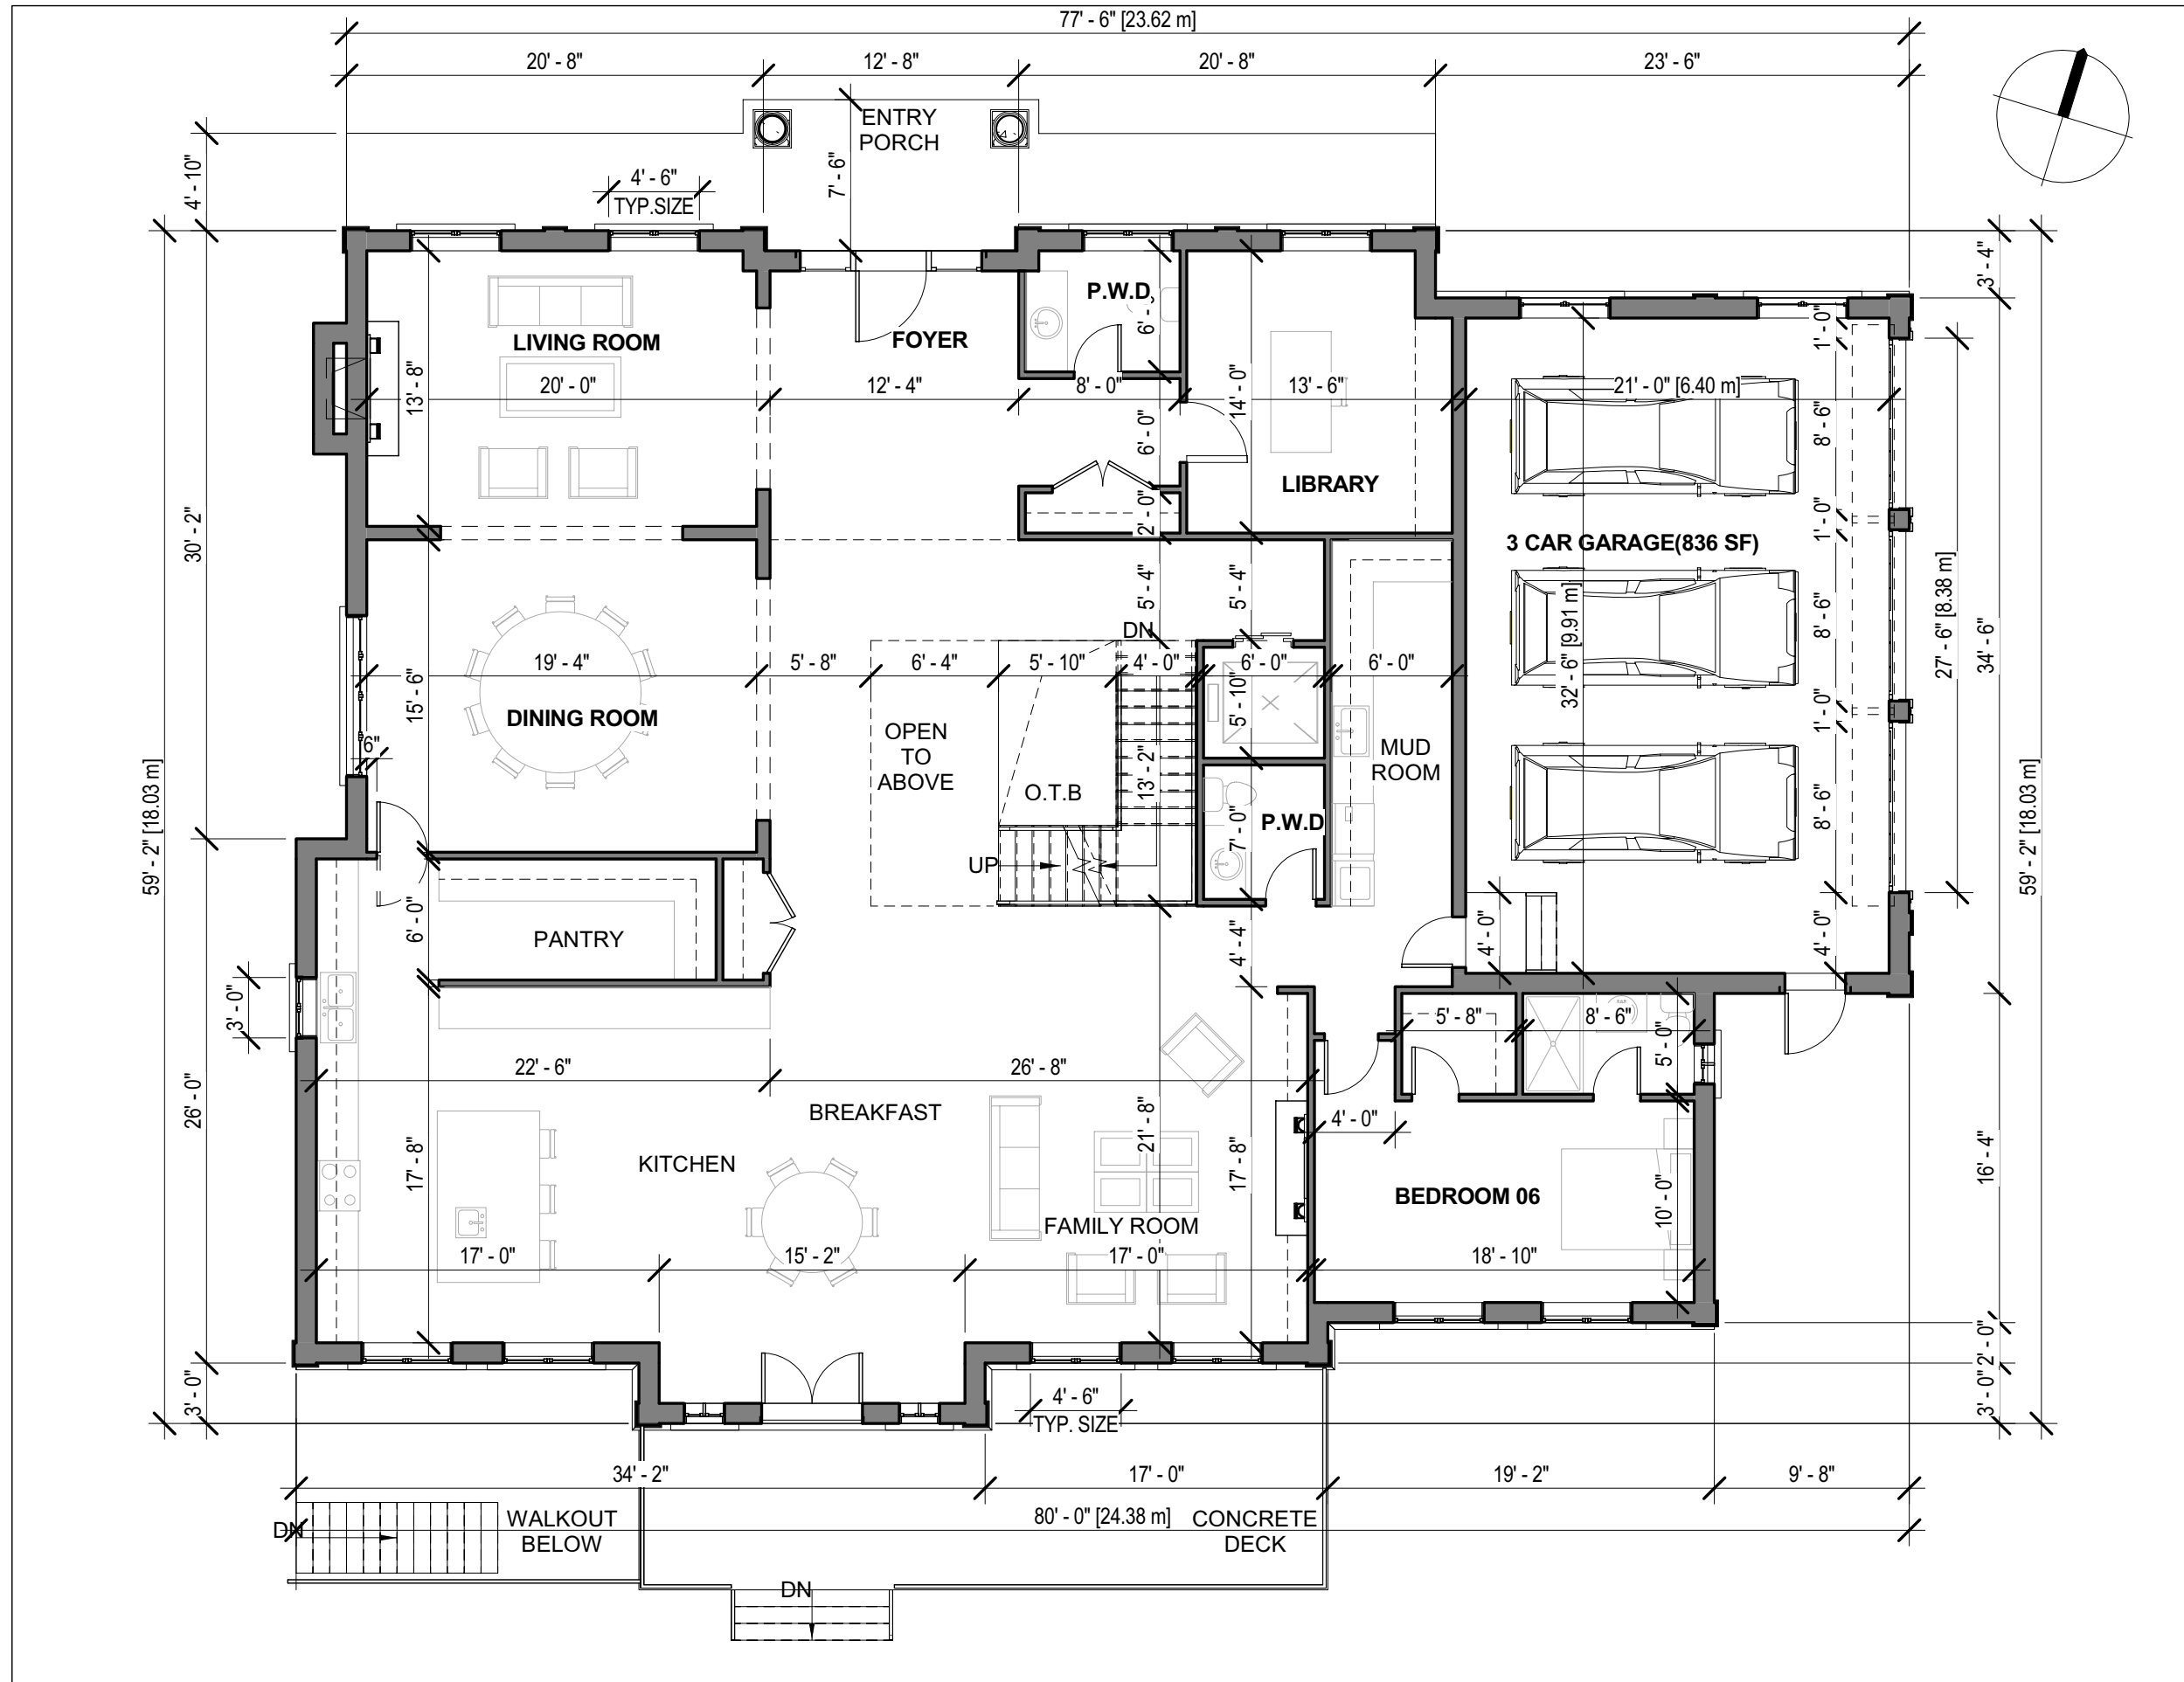 77' - 6" [23.62 m]
20' - 8"
12' - 8"
20' - 8"
23' - 6"
ENTRY
PORCH
4' - 10"
7' - 6"
4' - 6"
TYP.SIZE
3' - 4"
P.W.D
6' -
1' - 0"
LIVING ROOM
FOYER
13' - 8"
20' - 0"
12' - 4"
8' - 0"
14' - 0"
13' - 6"
21' - 0" [6.40 m]
8' - 6"
6' - 0"
LIBRARY
2' - 0"
30' - 2"
1' - 0"
1' - 0"
3 CAR GARAGE(836 SF)
5' - 4"
5' - 4"
32' - 6" [9.91 m]
8' - 6"
27' - 6" [8.38 m]
34' - 6"
DN
19' - 4"
5' - 8"
6' - 4"
5' - 10"
4' - 0"
6' - 0"
6' - 0"
15' - 6"
DINING ROOM
5' - 10"
6"
OPEN
TO
ABOVE
O.T.B
13' - 2"
MUD
ROOM
1' - 0"
1' - 0"
P.W.D
7' - 0"
8' - 6"
59' - 2" [18.03 m]
59' - 2" [18.03 m]
UP
6' - 0"
PANTRY
4' - 4"
4' - 0"
4' - 0"
3' - 0"
5' - 8"
8' - 6"
5' - 0"
22' - 6"
26' - 8"
26' - 0"
BREAKFAST
4' - 0"
17' - 8"
KITCHEN
21' - 8"
17' - 8"
16' - 4"
BEDROOM 06
10' - 0"
FAMILY ROOM
17' - 0"
15' - 2"
17' - 0"
18' - 10"
2' - 0"
3' - 0"
3' - 0"
4' - 6"
TYP. SIZE
34' - 2"
17' - 0"
19' - 2"
9' - 8"
DN
WALKOUT
BELOW
80' - 0" [24.38 m]
CONCRETE
DECK
DN